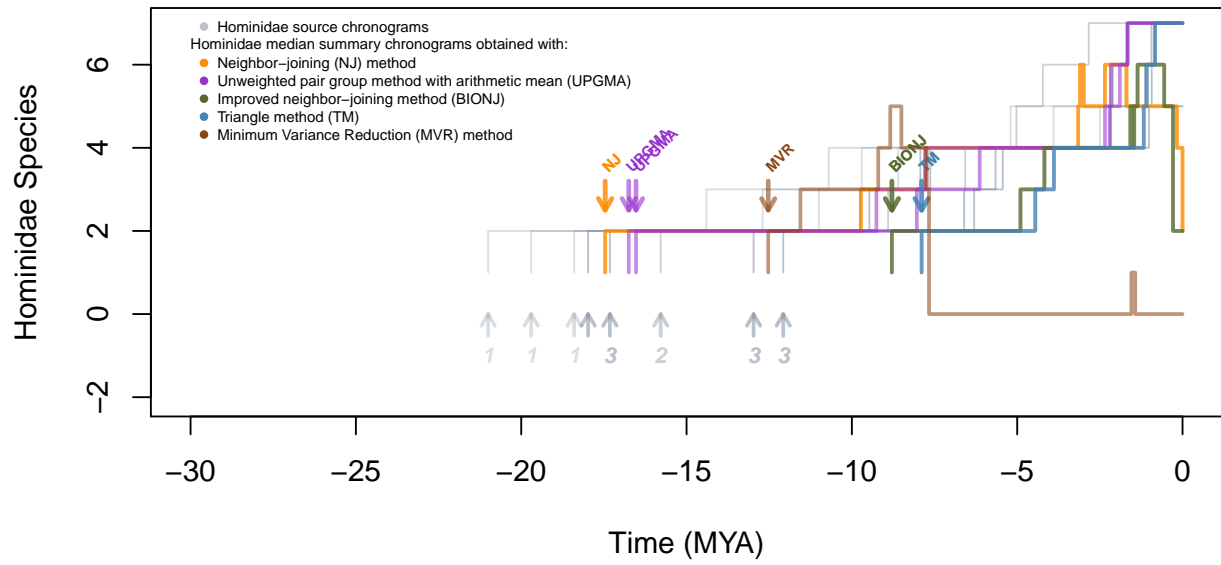 Hominidae source chronograms
Hominidae median summary chronograms obtained with:
Neighbor−joining (NJ) method
Unweighted pair group method with arithmetic mean (UPGMA)
Improved neighbor−joining method (BIONJ)
Triangle method (TM)
Minimum Variance Reduction (MVR) method
NJ
UPGMA
UPGMA
MVR
BIONJ
TM
6
4
2
0
−2
Hominidae Species
1
1
1
3
2
3
3
−30
−25
−20
−15
−10
−5
0
Time (MYA)